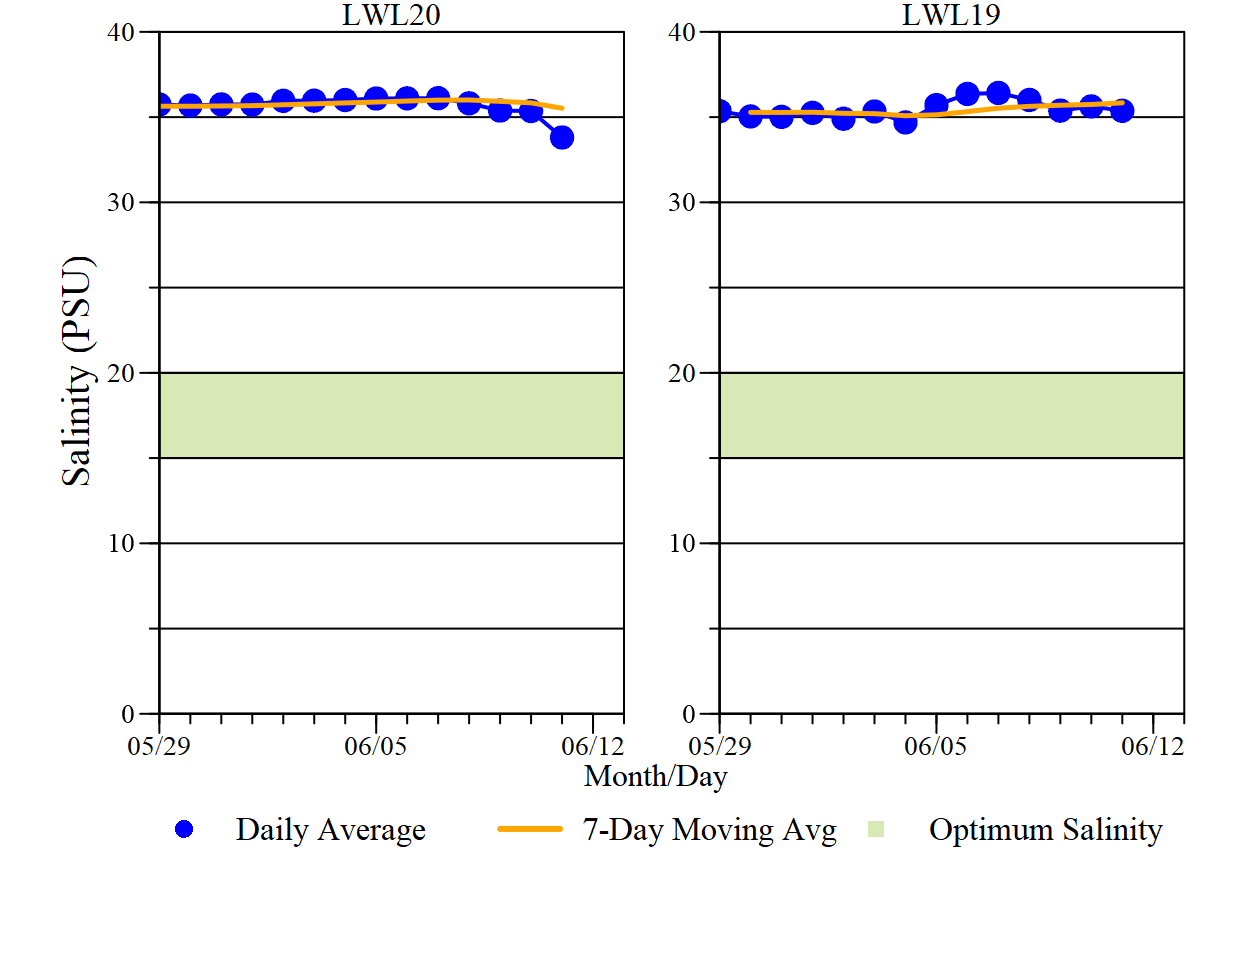 LWL20 LWL19
40 40
30 30
Salinity (PSU)
20 20
10 10
0 0
05/29 06/05 06/12 05/29 06/05 06/12
Month/Day
Daily Average 7-Day Moving Avg Optimum Salinity